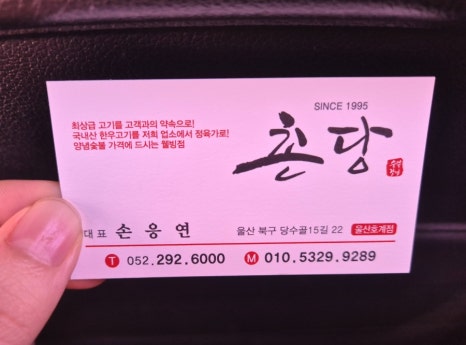 최상급 고기를 고객과의 약속으로!
국내산 한우고기를 저희 업소에서 정육가로!
양념숯불 가격에 드시는 웰빙점
SINCE 1995
촌당
대표 손응연
울산 북구 당수골15길 22 울산호계점
T 052.292.6000 M 010.5329.9289